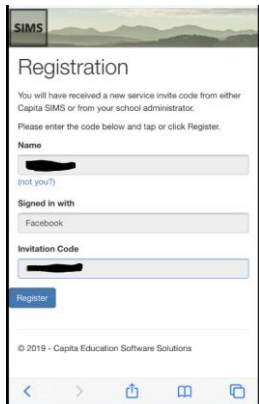 SIMS
Registration
You will have received a new service invite code from either
Capita SIMS or from your school administrator.
Please enter the code below and tap or click Register.
Name
(not you?)
Signed in with
Facebook
Invitation Code
Register
© 2019 - Capita Education Software Solutions